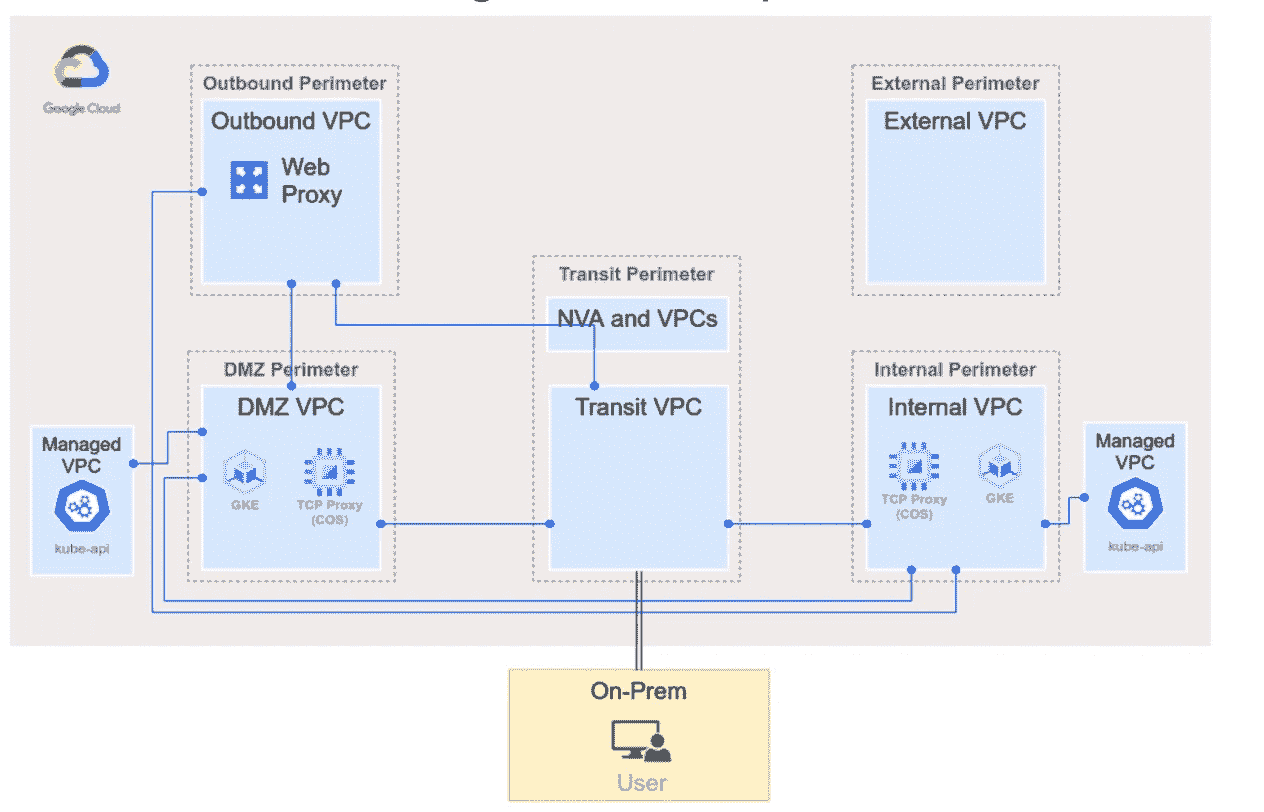 Google Cloud
Outbound Perimeter
Outbound VPC
Web
Proxy
External Perimeter
External VPC
Transit Perimeter
NVA and VPCs
Transit VPC
DMZ Perimeter
DMZ VPC
GKE
TCP Proxy
(COS)
Managed
VPC
kube-api
Internal Perimeter
Internal VPC
TCP Proxy
(COS)
GKE
Managed
VPC
kube-api
On-Prem
User